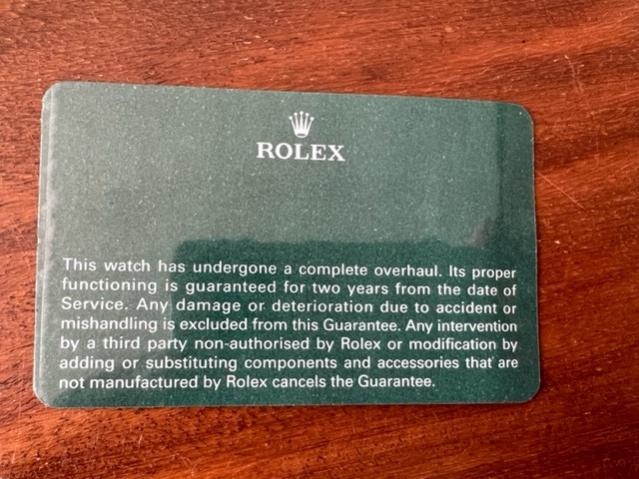 ROLEX
This watch has undergone a complete overhaul. Its proper
functioning is guaranteed for two years from the date of
Service. Any damage or deterioration due to accident or
mishandling is excluded from this Guarantee. Any intervention
by a third party non-authorised by Rolex or modification by
adding or substituting components and accessories that are
not manufactured by Rolex cancels the Guarantee.